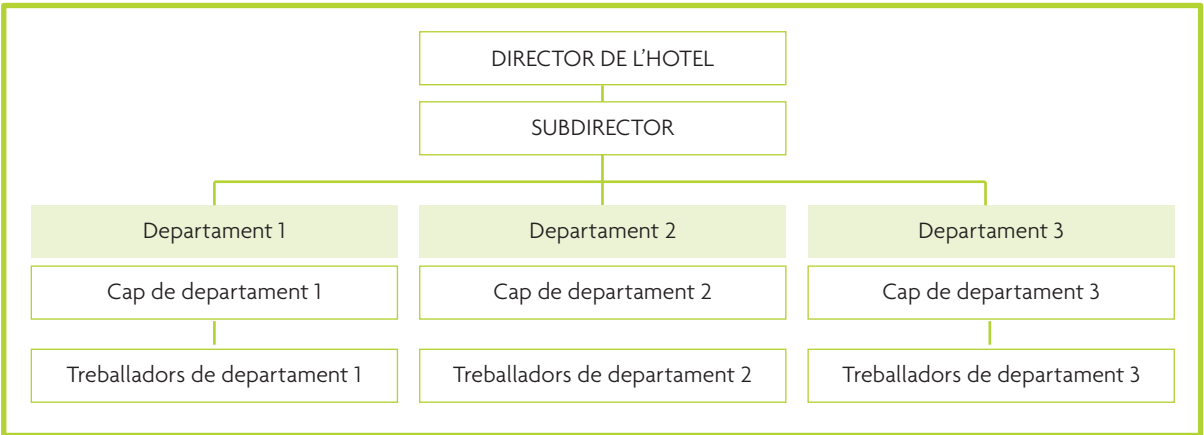 DIRECTOR DE L'HOTEL
SUBDIRECTOR
Departament 1
Departament 2
Departament 3
Cap de departament 1
Cap de departament 2
Cap de departament 3
Treballadors de departament 1
Treballadors de departament 2
Treballadors de departament 3